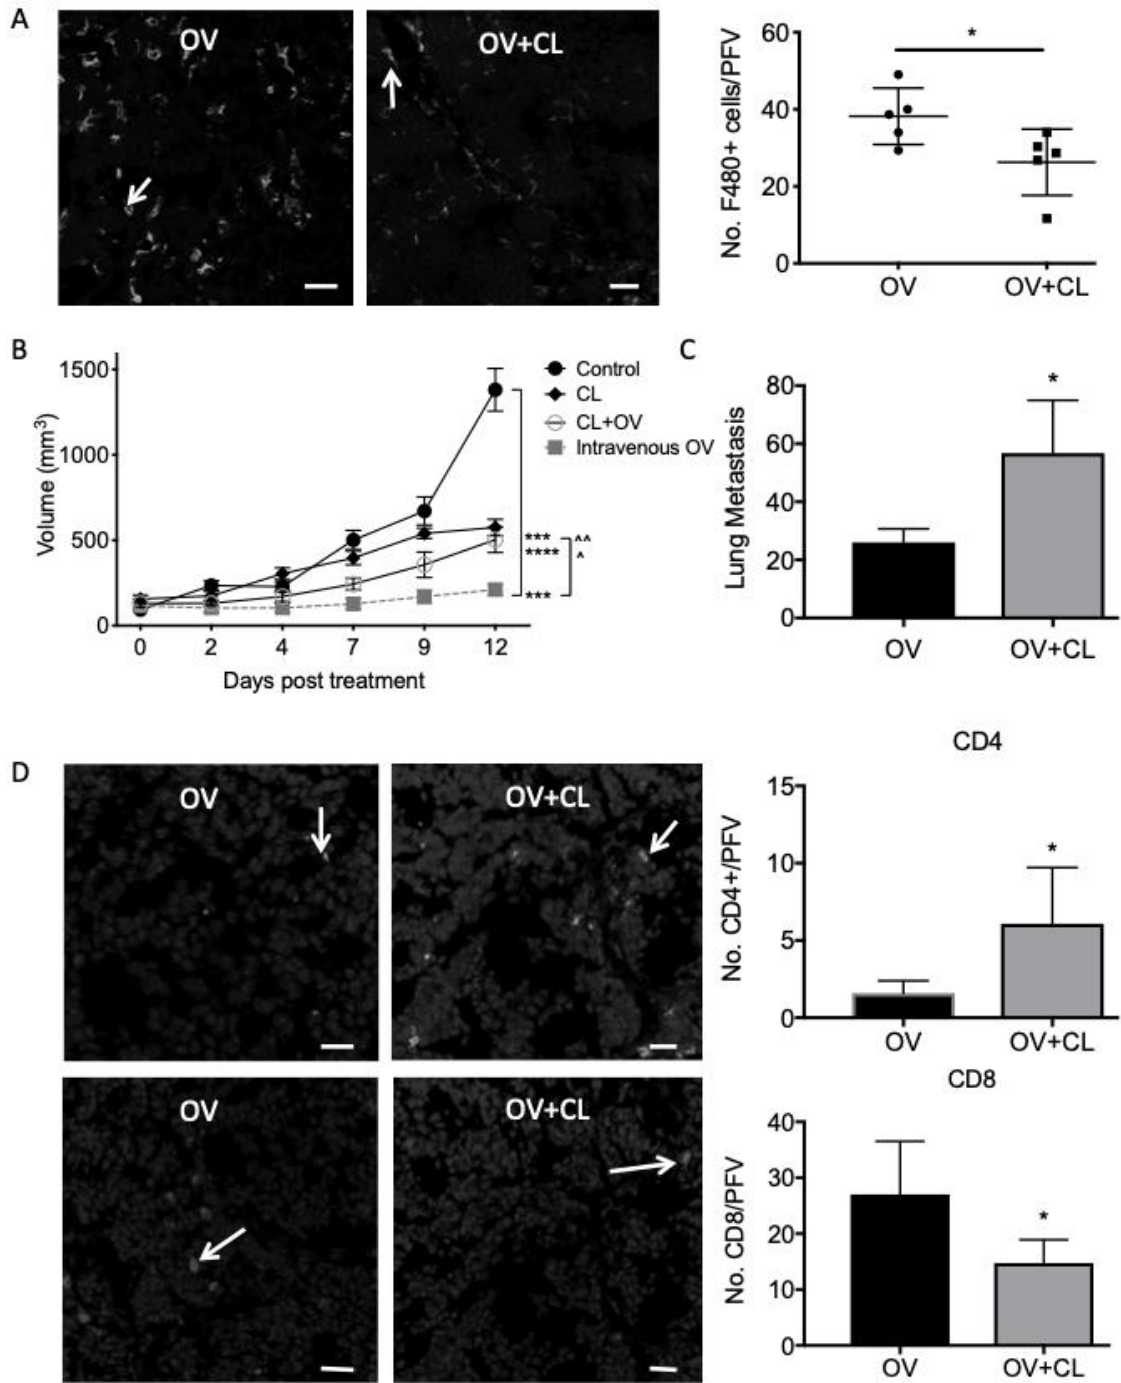 A
OV
OV+CL
No. F480+ cells/PFV
60
40
20
0
*
OV
OV+CL
B
Volume (mm3)
1500
1000
500
0
0 2 4 7 9 12
Days post treatment
Control
CL
CL+OV
Intravenous OV
***
****
***
^^
^
C
Lung Metastasis
80
60
40
20
0
*
OV
OV+CL
D
OV
OV+CL
CD4
No. CD4+/PFV
15
10
5
0
*
OV
OV+CL
OV
OV+CL
CD8
No. CD8/PFV
40
30
20
10
0
*
OV
OV+CL